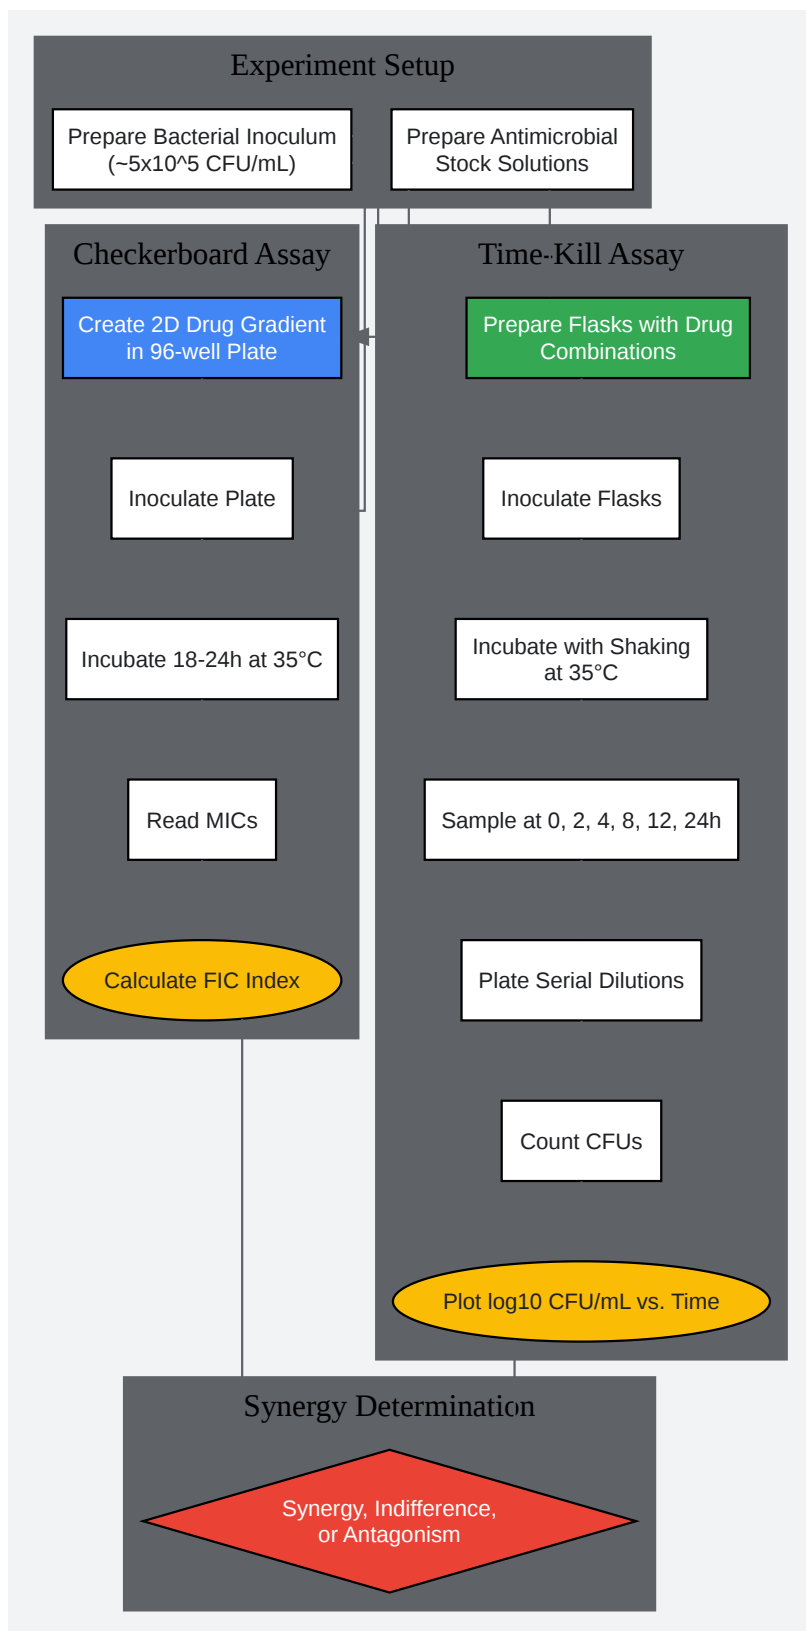 Experiment Setup
Prepare Bacterial Inoculum
(~5x10^5 CFU/mL)
Prepare Antimicrobial
Stock Solutions
Checkerboard Assay
Create 2D Drug Gradient
in 96-well Plate
Inoculate Plate
Incubate 18-24h at 35°C
Read MICs
Calculate FIC Index
Time-Kill Assay
Prepare Flasks with Drug
Combinations
Inoculate Flasks
Incubate with Shaking
at 35°C
Sample at 0, 2, 4, 8, 12, 24h
Plate Serial Dilutions
Count CFUs
Plot log10 CFU/mL vs. Time
Synergy Determination
Synergy, Indifference,
or Antagonism